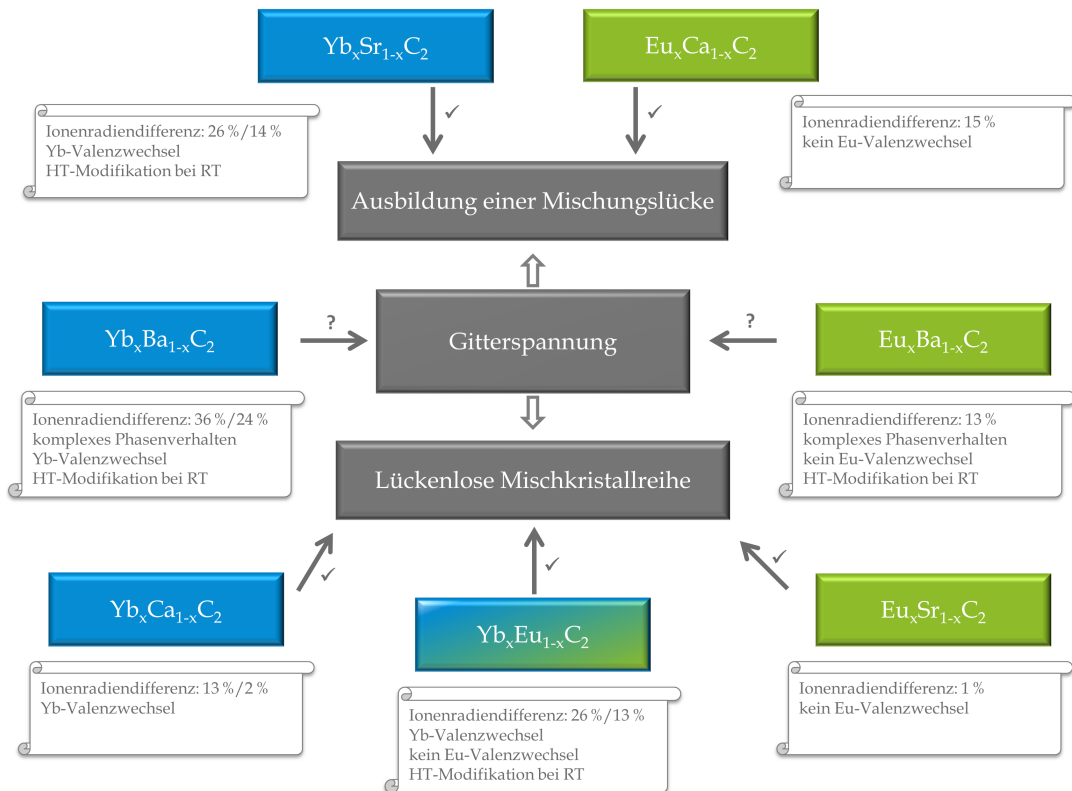 YbₓSr₁₋ₓC₂
EuₓCa₁₋ₓC₂
✓
✓
Ionenradiendifferenz: 26 %/14 %
Yb-Valenzwechsel
HT-Modifikation bei RT
Ionenradiendifferenz: 15 %
kein Eu-Valenzwechsel
Ausbildung einer Mischungslücke
YbₓBa₁₋ₓC₂
?
Gitterspannung
?
EuₓBa₁₋ₓC₂
Ionenradiendifferenz: 36 %/24 %
komplexes Phasenverhalten
Yb-Valenzwechsel
HT-Modifikation bei RT
Ionenradiendifferenz: 13 %
komplexes Phasenverhalten
kein Eu-Valenzwechsel
HT-Modifikation bei RT
Lückenlose Mischkristallreihe
✓
✓
✓
YbₓCa₁₋ₓC₂
YbₓEu₁₋ₓC₂
EuₓSr₁₋ₓC₂
Ionenradiendifferenz: 13 %/2 %
Yb-Valenzwechsel
Ionenradiendifferenz: 26 %/13 %
Yb-Valenzwechsel
kein Eu-Valenzwechsel
HT-Modifikation bei RT
Ionenradiendifferenz: 1 %
kein Eu-Valenzwechsel